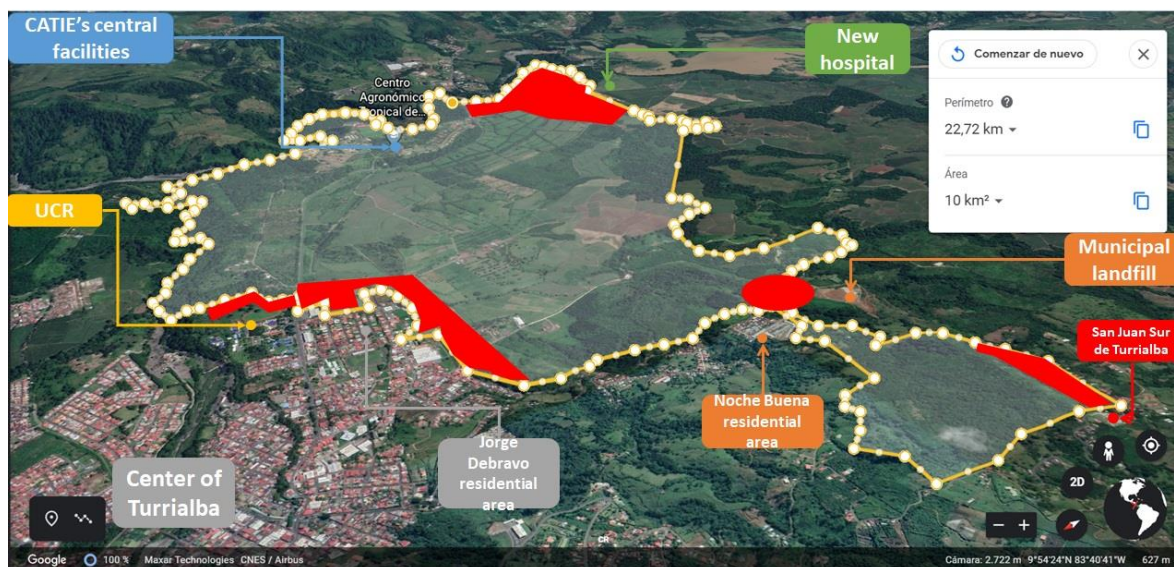 CATIE's central
facilities
New
hospital
Comenzar de nuevo
Centro
Agronómico
Tropical de...
Perímetro
22,72 km
Área
10 km²
UCR
Municipal
landfill
San Juan Sur
de Turrialba
Noche Buena
residential
area
Jorge
Debravo
residential
area
Center of
Turrialba
2D
CR
Google
100 %
Maxar Technologies CNES / Airbus
Cámara: 2.722 m 9°54'24"N 83°40'41"W 627 m